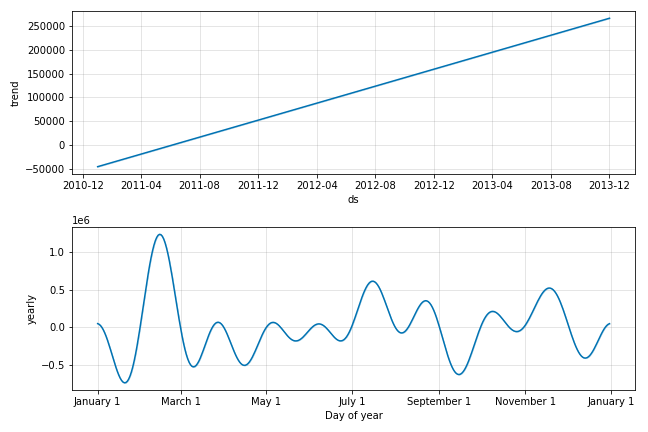 250000
200000
150000
100000
50000
0
−50000
trend
2010-12 2011-04 2011-08 2011-12 2012-04 2012-08 2012-12 2013-04 2013-08 2013-12
ds
1e6
1.0
0.5
0.0
−0.5
yearly
January 1 March 1 May 1 July 1 September 1 November 1 January 1
Day of year